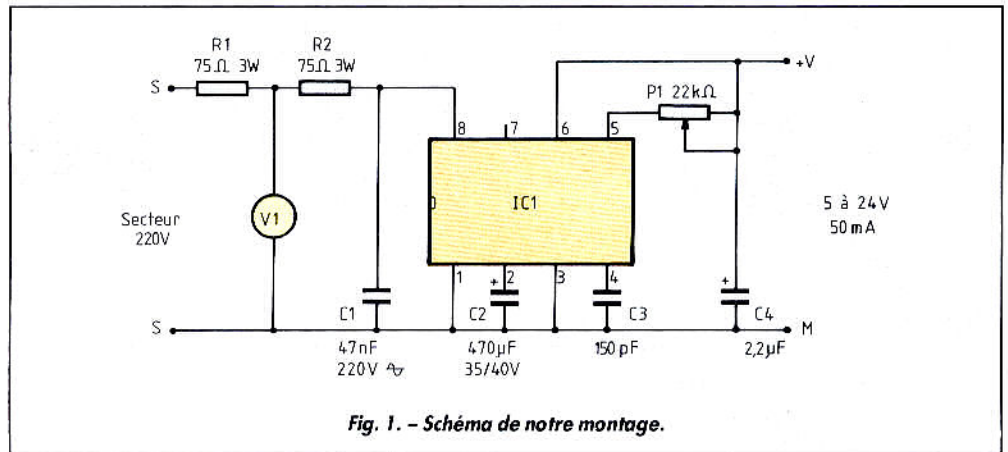 R1
75Ω 3W
R2
75Ω 3W
S
+V
P1 22kΩ
8
7
6
5
IC1
V1
Secteur
220V
5 à 24V
50mA
1
+
2
3
4
+
C1
C2
C3
C4
S
M
47nF
220V ∿
470µF
35/40V
150pF
2,2µF
Fig. 1. – Schéma de notre montage.